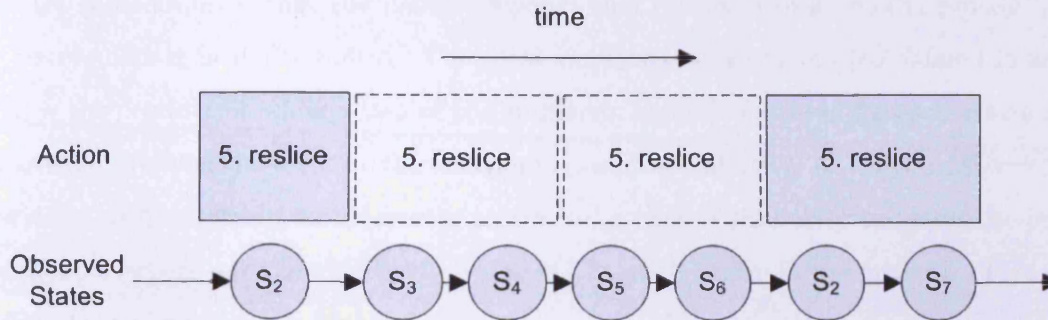 time
Action 5. reslice 5. reslice 5. reslice 5. reslice
Observed States S₂ S₃ S₄ S₅ S₆ S₂ S₇